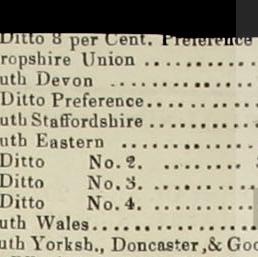 Ditto 8 per Cent. Preference
ropshire Union
uth Devon
Ditto Preference
uth Staffordshire
uth Eastern
Ditto No. 2.
Ditto No. 3.
Ditto No. 4.
uth Wales
uth Yorksh., Doncaster, & Goo